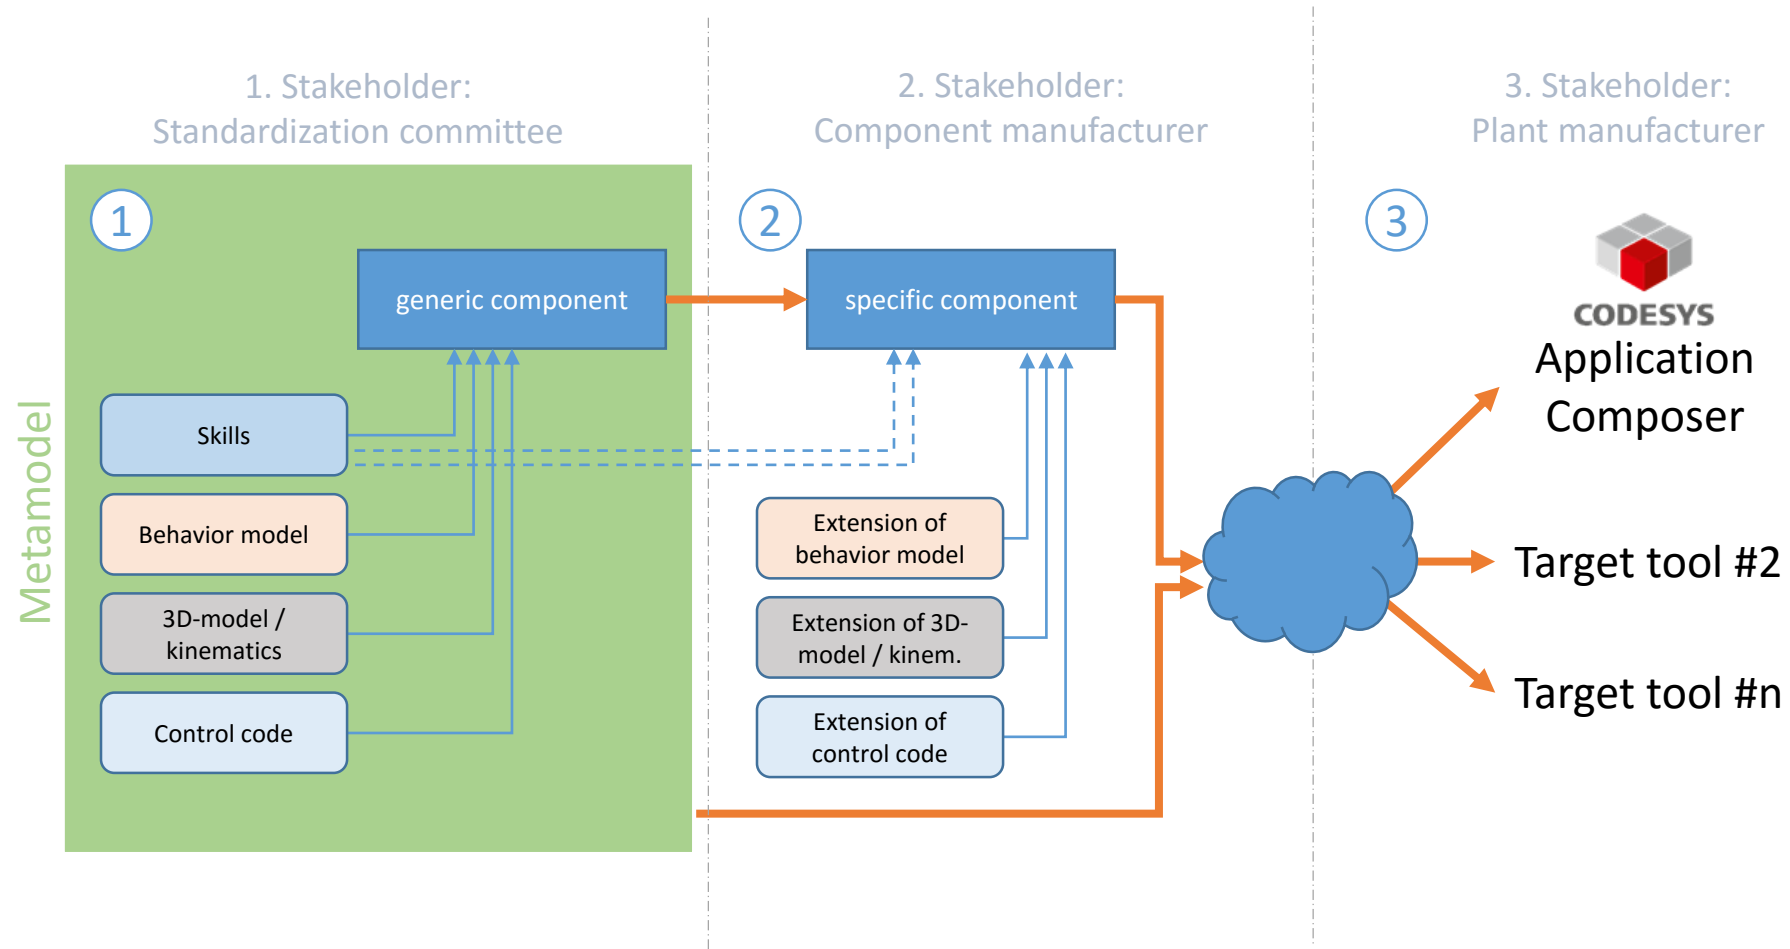 1. Stakeholder:
Standardization committee
2. Stakeholder:
Component manufacturer
3. Stakeholder:
Plant manufacturer
Metamodel
1
generic component
Skills
Behavior model
3D-model /
kinematics
Control code
2
specific component
Extension of
behavior model
Extension of 3D-
model / kinem.
Extension of
control code
3
CODESYS
Application
Composer
Target tool #2
Target tool #n